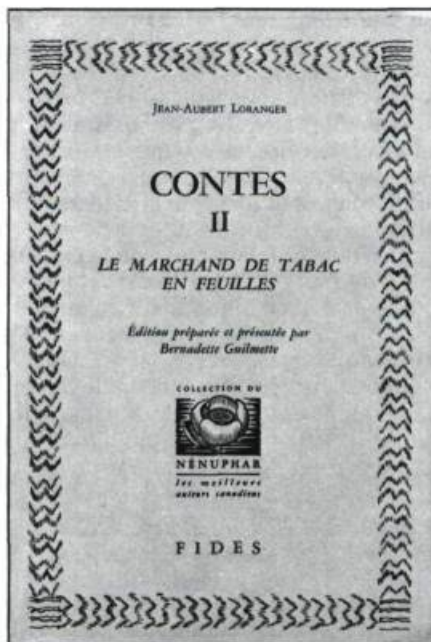 JEAN-AUBERT LORANGER
CONTES
II
LE MARCHAND DE TABAC
EN FEUILLES
Édition préparée et présentée par
Bernadette Guilmette
COLLECTION DU
NÉNUPHAR
les meilleurs
auteurs canadiens
FIDES